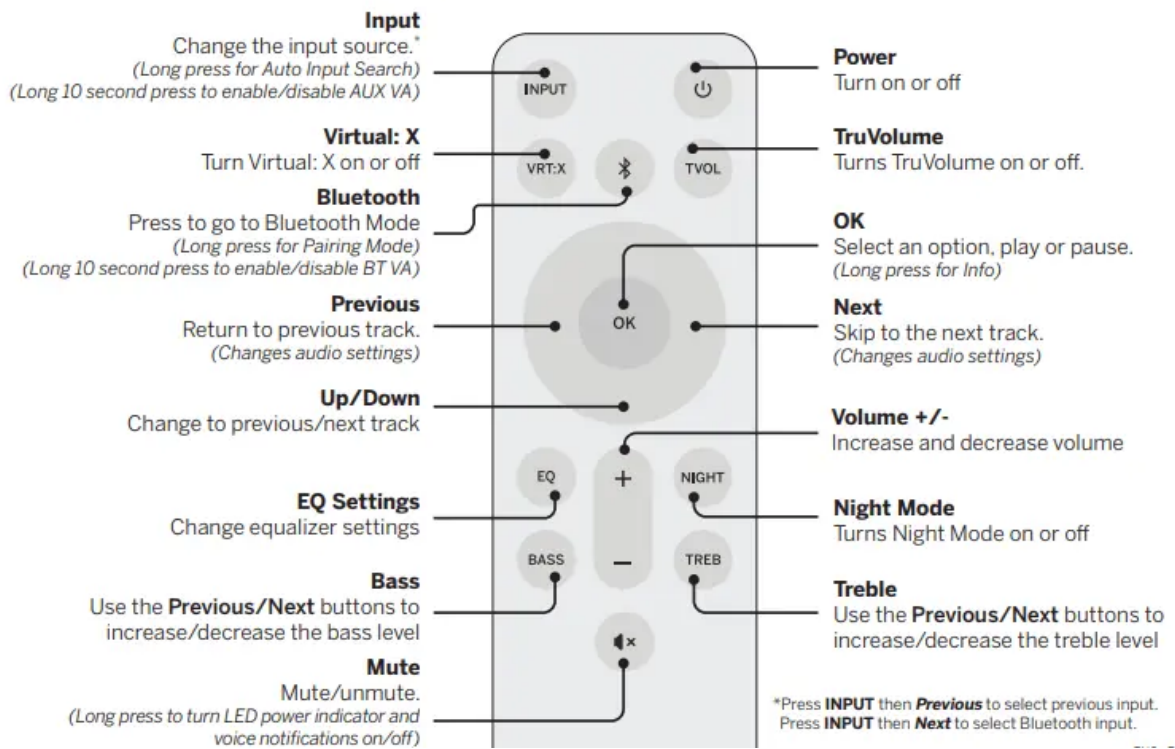 Input
Change the input source.*
(Long press for Auto Input Search)
(Long 10 second press to enable/disable AUX VA)
Virtual: X
Turn Virtual: X on or off
Bluetooth
Press to go to Bluetooth Mode
(Long press for Pairing Mode)
(Long 10 second press to enable/disable BT VA)
Previous
Return to previous track.
(Changes audio settings)
Up/Down
Change to previous/next track
EQ Settings
Change equalizer settings
Bass
Use the Previous/Next buttons to
increase/decrease the bass level
Mute
Mute/unmute.
(Long press to turn LED power indicator and
voice notifications on/off)
INPUT
VRT:X
TVOL
OK
EQ
+
NIGHT
BASS
–
TREB
Power
Turn on or off
TruVolume
Turns TruVolume on or off.
OK
Select an option, play or pause.
(Long press for Info)
Next
Skip to the next track.
(Changes audio settings)
Volume +/-
Increase and decrease volume
Night Mode
Turns Night Mode on or off
Treble
Use the Previous/Next buttons to
increase/decrease the treble level
*Press INPUT then Previous to select previous input.
Press INPUT then Next to select Bluetooth input.